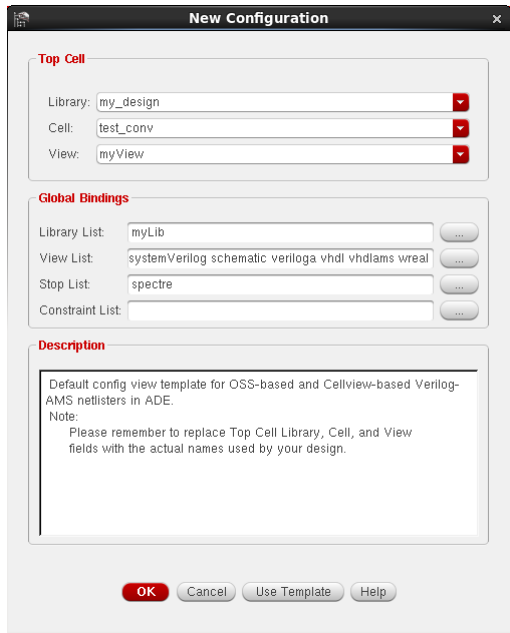 New Configuration
Top Cell
Library: my_design
Cell: test_conv
View: myView
Global Bindings
Library List: myLib ...
View List: systemVerilog schematic veriloga vhdl vhdlams wreal ...
Stop List: spectre ...
Constraint List: ...
Description
Default config view template for OSS-based and Cellview-based Verilog-
AMS netlisters in ADE.
Note:
Please remember to replace Top Cell Library, Cell, and View
fields with the actual names used by your design.
OK Cancel Use Template Help